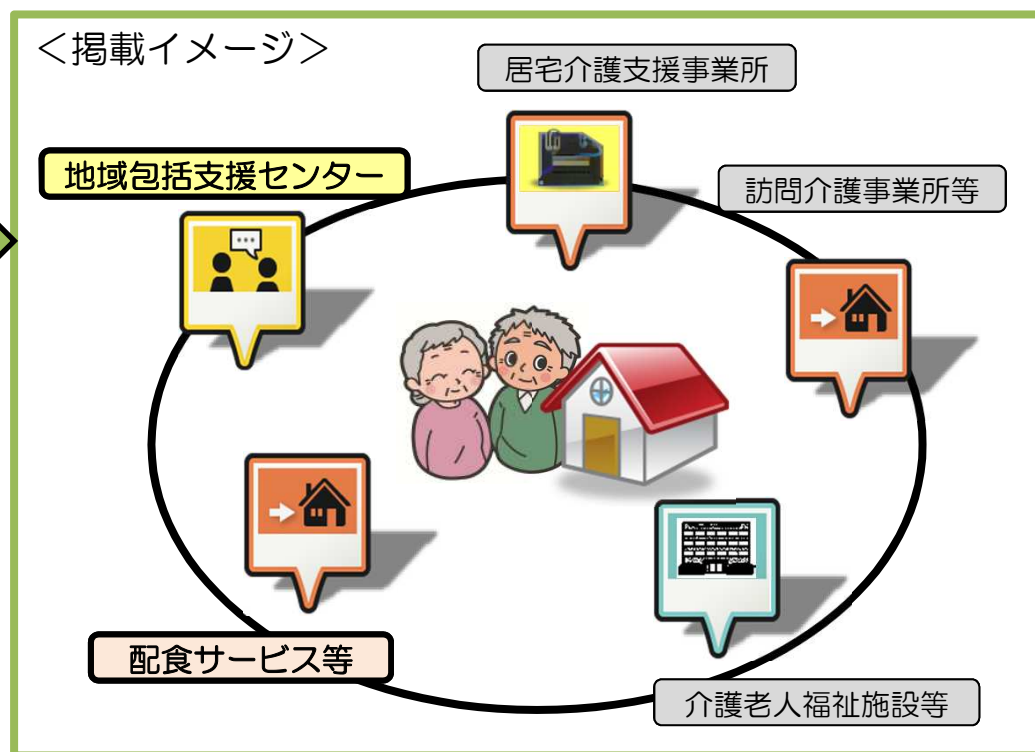 ＜掲載イメージ＞
居宅介護支援事業所
地域包括支援センター
訪問介護事業所等
配食サービス等
介護老人福祉施設等